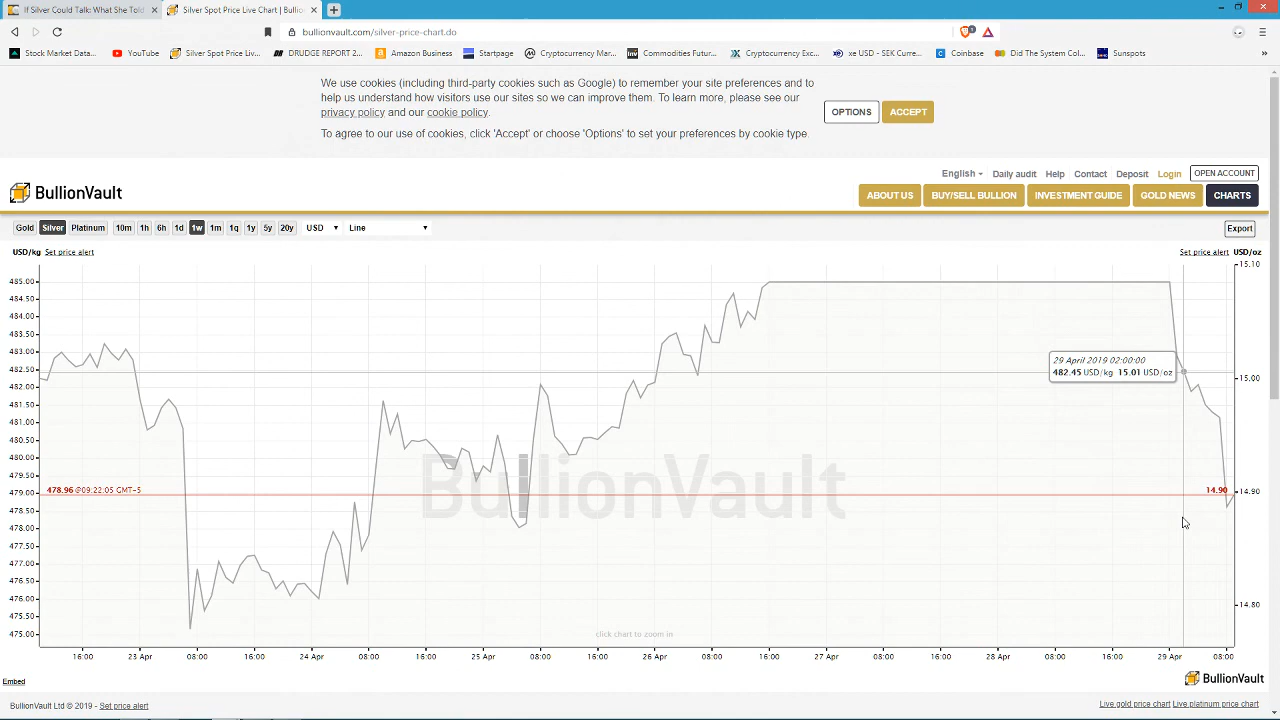 If Silver Could Talk: What She Told
Silver Spot Price Live Chart | Bullio
bullionvault.com/silver-price-chart.do
Stock Market Data... YouTube Silver Spot Price Liv... DRUDGE REPORT 2... Amazon Business Startpage Cryptocurrency Mar... Commodities Futur... Cryptocurrency Exc... xe USD - SEK Curre... Coinbase Did The System Col... Sunspots
We use cookies (including third-party cookies such as Google) to remember your site preferences and to
help us understand how visitors use our sites so we can improve them. To learn more, please see our
privacy policy and our cookie policy.
To agree to our use of cookies, click 'Accept' or choose 'Options' to set your preferences by cookie type.
OPTIONS ACCEPT
English Daily audit Help Contact Deposit Login OPEN ACCOUNT
BullionVault
ABOUT US BUY/SELL BULLION INVESTMENT GUIDE GOLD NEWS CHARTS
Gold Silver Platinum 10m 1h 6h 1d 1w 1m 1q 1y 5y 20y USD Line Export
USD/kg Set price alert Set price alert USD/oz
15.10
485.00
484.50
484.00
483.50
483.00
482.50
482.00
481.50
481.00
480.50
480.00
479.50
479.00
478.50
478.00
477.50
477.00
476.50
476.00
475.50
475.00
29 April 2019 02:00:00
482.45 USD/kg 15.01 USD/oz
15.00
BullionVault
478.96 @09:22:05 GMT-5
14.90
14.90
14.80
click chart to zoom in
16:00 23 Apr 08:00 16:00 24 Apr 08:00 16:00 25 Apr 08:00 16:00 26 Apr 08:00 16:00 27 Apr 08:00 16:00 28 Apr 08:00 16:00 29 Apr 08:00
Embed
BullionVault
BullionVault Ltd © 2019 - Set price alert
Live gold price chart Live platinum price chart